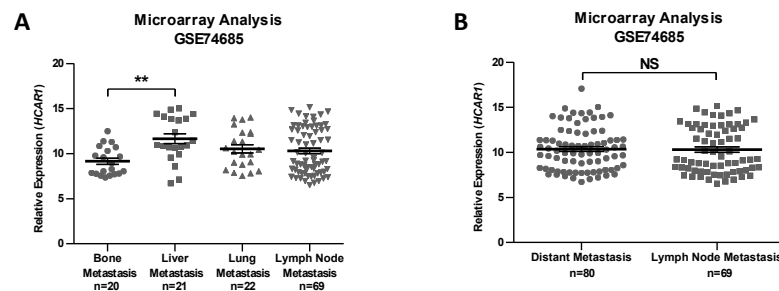 A
Microarray Analysis
GSE74685
Relative Expression (HCAR1)
20
15
10
5
0
**
Bone Metastasis n=20
Liver Metastasis n=21
Lung Metastasis n=22
Lymph Node Metastasis n=69
B
Microarray Analysis
GSE74685
Relative Expression (HCAR1)
20
15
10
5
0
NS
Distant Metastasis n=80
Lymph Node Metastasis n=69